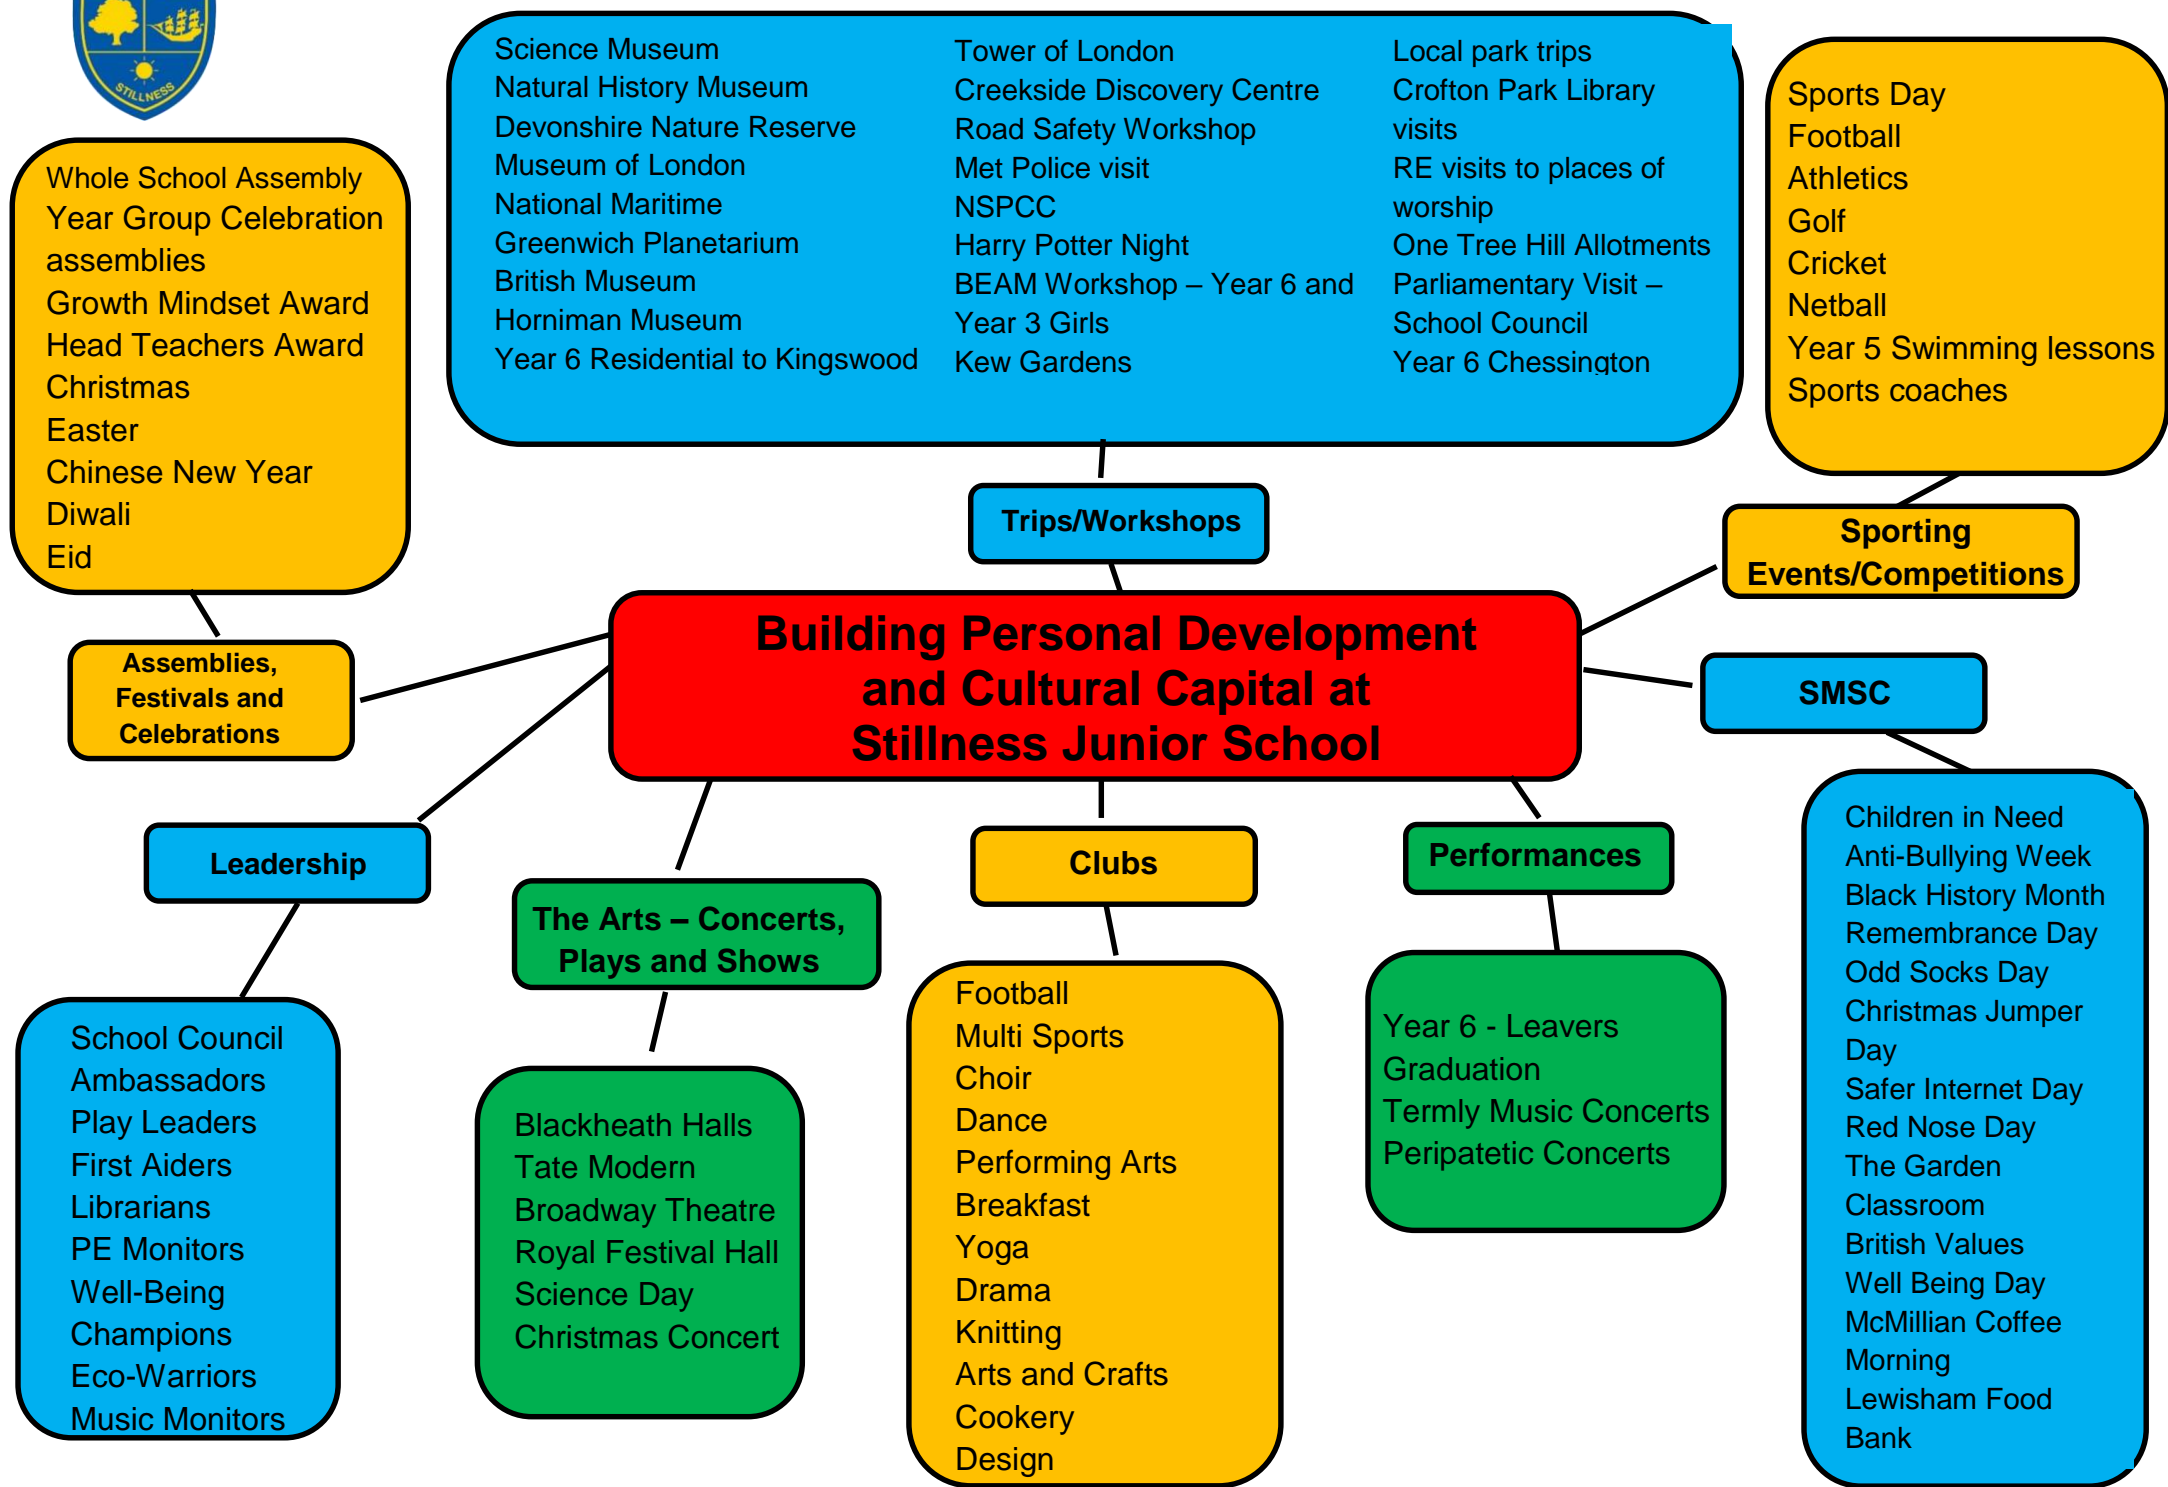 STILLNESS
Science Museum
Natural History Museum
Devonshire Nature Reserve
Museum of London
National Maritime
Greenwich Planetarium
British Museum
Horniman Museum
Year 6 Residential to Kingswood
Tower of London
Creekside Discovery Centre
Road Safety Workshop
Met Police visit
NSPCC
Harry Potter Night
BEAM Workshop – Year 6 and
Year 3 Girls
Kew Gardens
Local park trips
Crofton Park Library
visits
RE visits to places of
worship
One Tree Hill Allotments
Parliamentary Visit –
School Council
Year 6 Chessington
Sports Day
Football
Athletics
Golf
Cricket
Netball
Year 5 Swimming lessons
Sports coaches
Whole School Assembly
Year Group Celebration
assemblies
Growth Mindset Award
Head Teachers Award
Christmas
Easter
Chinese New Year
Diwali
Eid
Trips/Workshops
Sporting
Events/Competitions
Assemblies,
Festivals and
Celebrations
Building Personal Development
and Cultural Capital at
Stillness Junior School
SMSC
Leadership
The Arts – Concerts,
Plays and Shows
Clubs
Performances
School Council
Ambassadors
Play Leaders
First Aiders
Librarians
PE Monitors
Well-Being
Champions
Eco-Warriors
Music Monitors
Blackheath Halls
Tate Modern
Broadway Theatre
Royal Festival Hall
Science Day
Christmas Concert
Football
Multi Sports
Choir
Dance
Performing Arts
Breakfast
Yoga
Drama
Knitting
Arts and Crafts
Cookery
Design
Year 6 - Leavers
Graduation
Termly Music Concerts
Peripatetic Concerts
Children in Need
Anti-Bullying Week
Black History Month
Remembrance Day
Odd Socks Day
Christmas Jumper
Day
Safer Internet Day
Red Nose Day
The Garden
Classroom
British Values
Well Being Day
McMillian Coffee
Morning
Lewisham Food
Bank